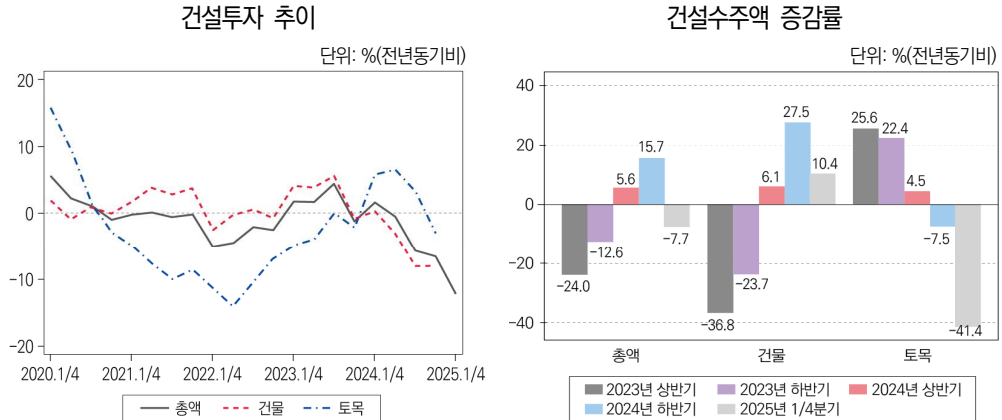 건설투자 추이
단위: %(전년동기비)
20
10
0
−10
−20
2020.1/4 2021.1/4 2022.1/4 2023.1/4 2024.1/4 2025.1/4
총액 건물 토목
건설수주액 증감률
단위: %(전년동기비)
40
20
0
−20
−40
−24.0
−12.6
5.6
15.7
−7.7
−36.8
−23.7
6.1
27.5
10.4
25.6
22.4
4.5
−7.5
−41.4
총액 건물 토목
2023년 상반기 2023년 하반기 2024년 상반기
2024년 하반기 2025년 1/4분기